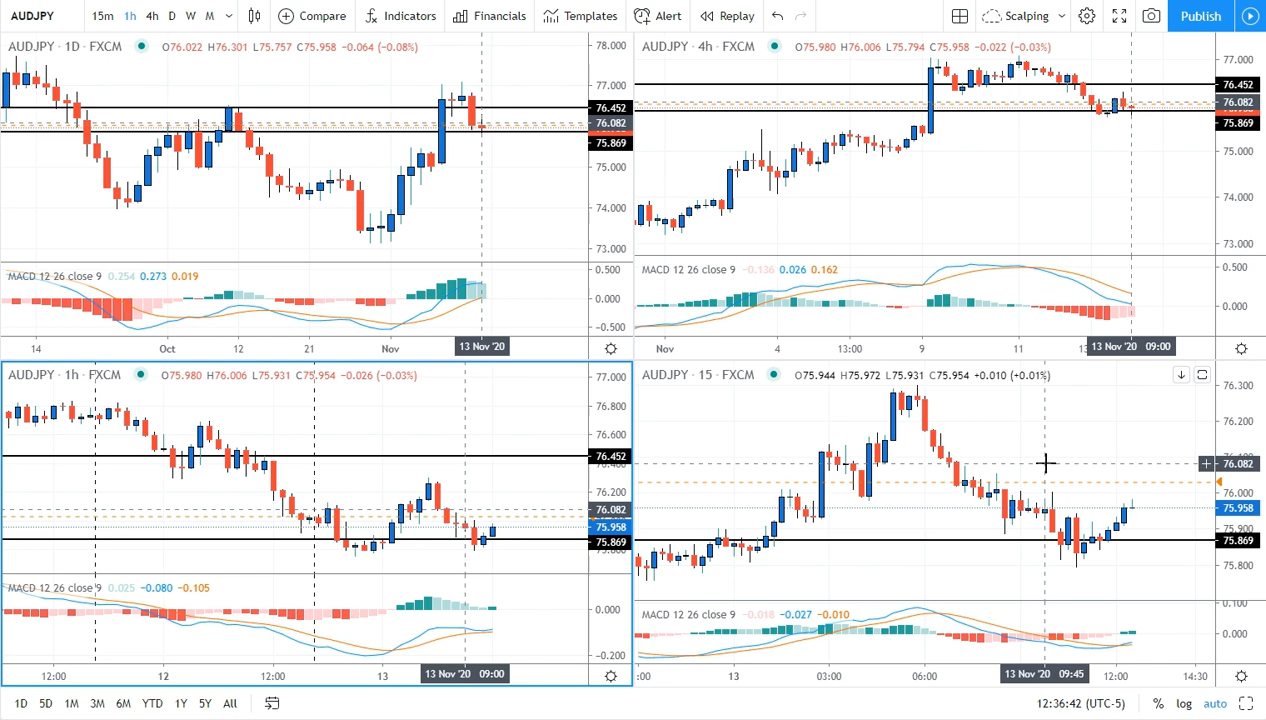 AUDJPY 15m 1h 4h D W M Compare Indicators Financials Templates Alert Replay Scalping Publish
AUDJPY · 1D · FXCM O76.022 H76.301 L75.757 C75.958 −0.064 (−0.08%)
78.000
77.000
76.452
76.082
75.869
75.000
74.000
73.000
MACD 12 26 close 9 0.254 0.273 0.019
0.500
0.000
−0.500
14 Oct 12 21 Nov 13 Nov '20
AUDJPY · 4h · FXCM O75.980 H76.006 L75.794 C75.958 −0.022 (−0.03%)
77.000
76.452
76.082
75.869
75.000
74.000
73.000
MACD 12 26 close 9 −0.136 0.026 0.162
0.500
0.000
Nov 4 13:00 9 11 13 Nov '20 09:00
AUDJPY · 1h · FXCM O75.980 H76.006 L75.931 C75.954 −0.026 (−0.03%)
77.000
76.800
76.600
76.452
76.200
76.082
75.958
75.869
MACD 12 26 close 9 0.025 −0.080 −0.105
0.000
−0.200
12:00 12 12:00 13 13 Nov '20 09:00
AUDJPY · 15 · FXCM O75.944 H75.972 L75.931 C75.954 +0.010 (+0.01%)
76.300
76.200
76.082
76.000
75.958
75.900
75.869
75.800
MACD 12 26 close 9 −0.018 −0.027 −0.010
0.100
0.000
:00 13 03:00 06:00 13 Nov '20 09:45 12:00 14:30
1D 5D 1M 3M 6M YTD 1Y 5Y All 12:36:42 (UTC-5) % log auto